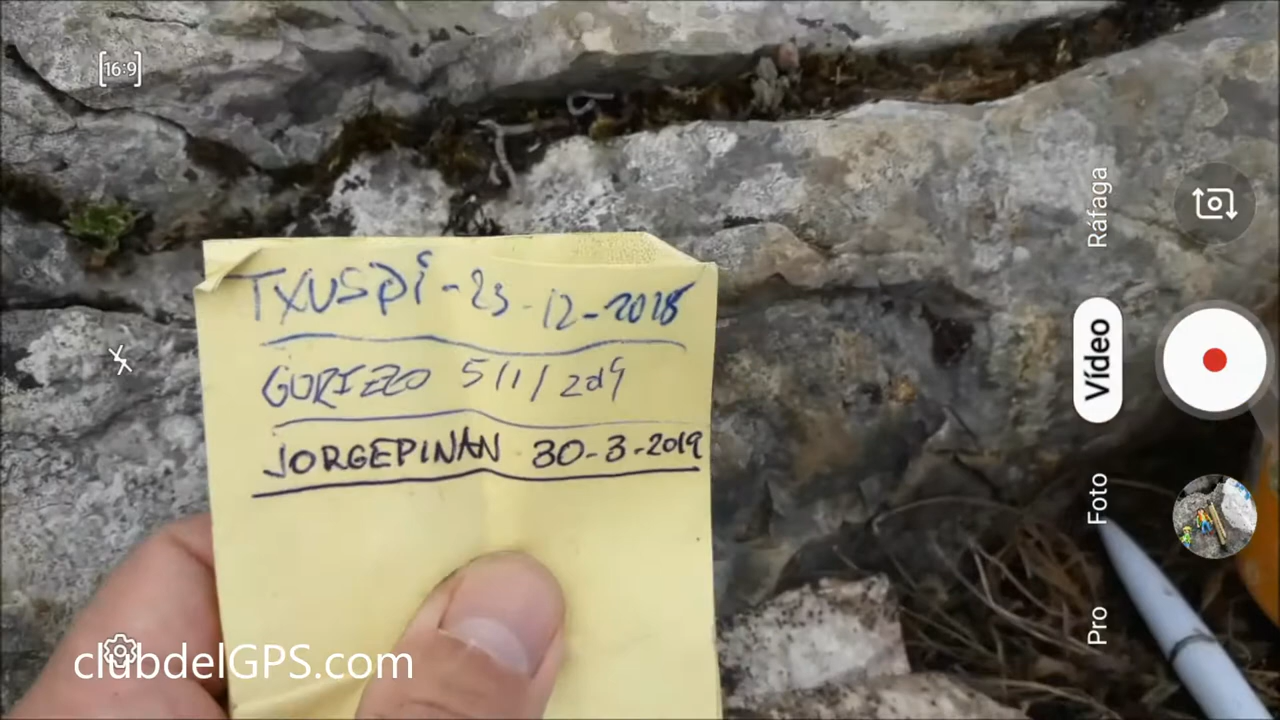 16:9
TXUSPI - 23-12-2018
GORIZZO 5/1/2019
JORGEPINAN 30-3-2019
Ráfaga
Vídeo
Foto
Pro
clubdelGPS.com